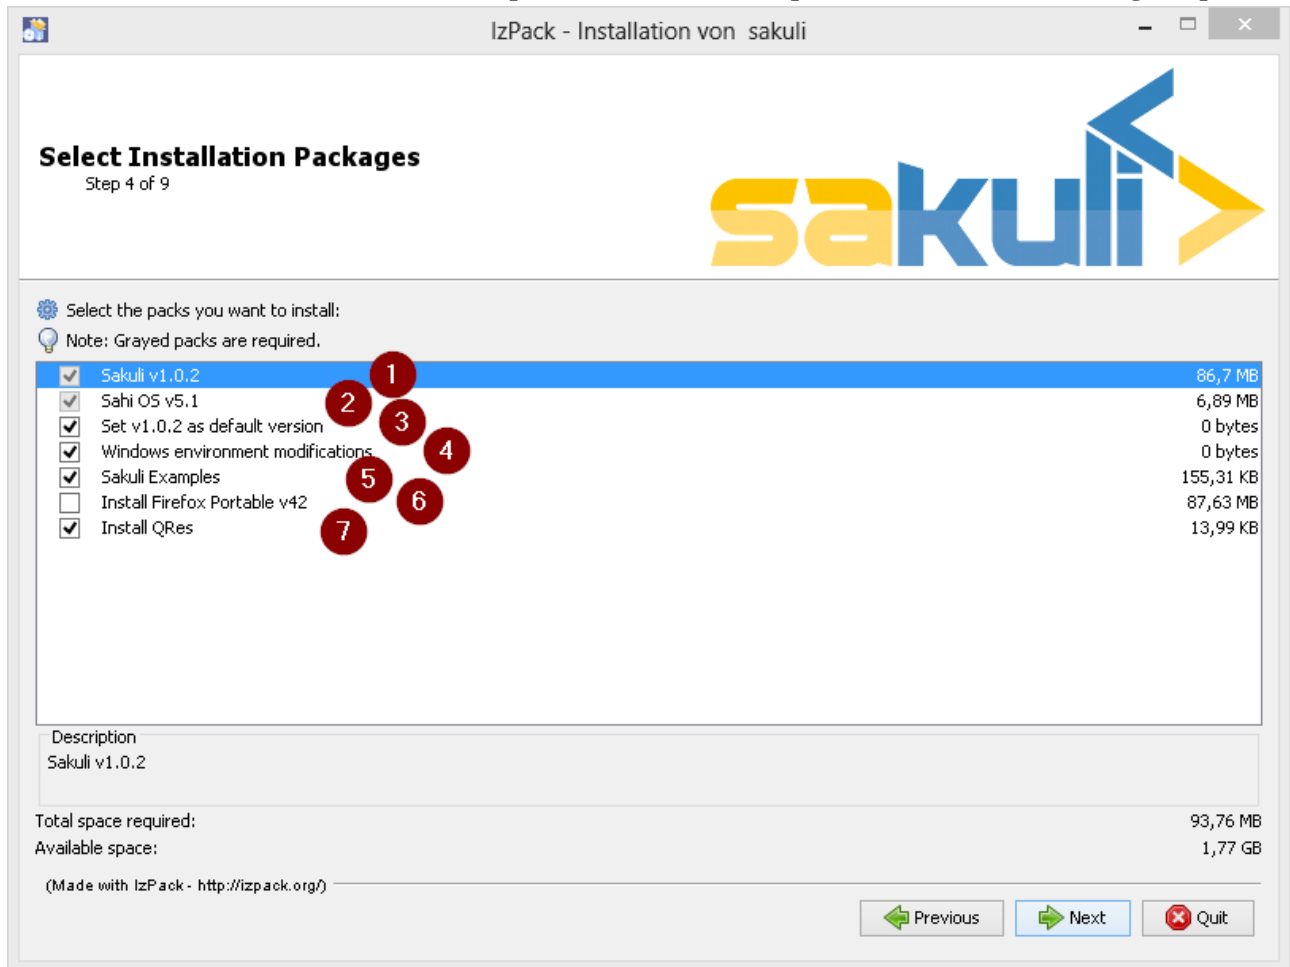 IzPack - Installation von  sakuli
Select Installation Packages
Step 4 of 9
sakuli
Select the packs you want to install:
Note: Grayed packs are required.
Sakuli v1.0.2 1 86,7 MB
Sahi OS v5.1 2 6,89 MB
Set v1.0.2 as default version 3 0 bytes
Windows environment modifications 4 0 bytes
Sakuli Examples 5 155,31 KB
Install Firefox Portable v42 6 87,63 MB
Install QRes 7 13,99 KB
Description
Sakuli v1.0.2
Total space required: 93,76 MB
Available space: 1,77 GB
(Made with IzPack - http://izpack.org/)
Previous Next Quit